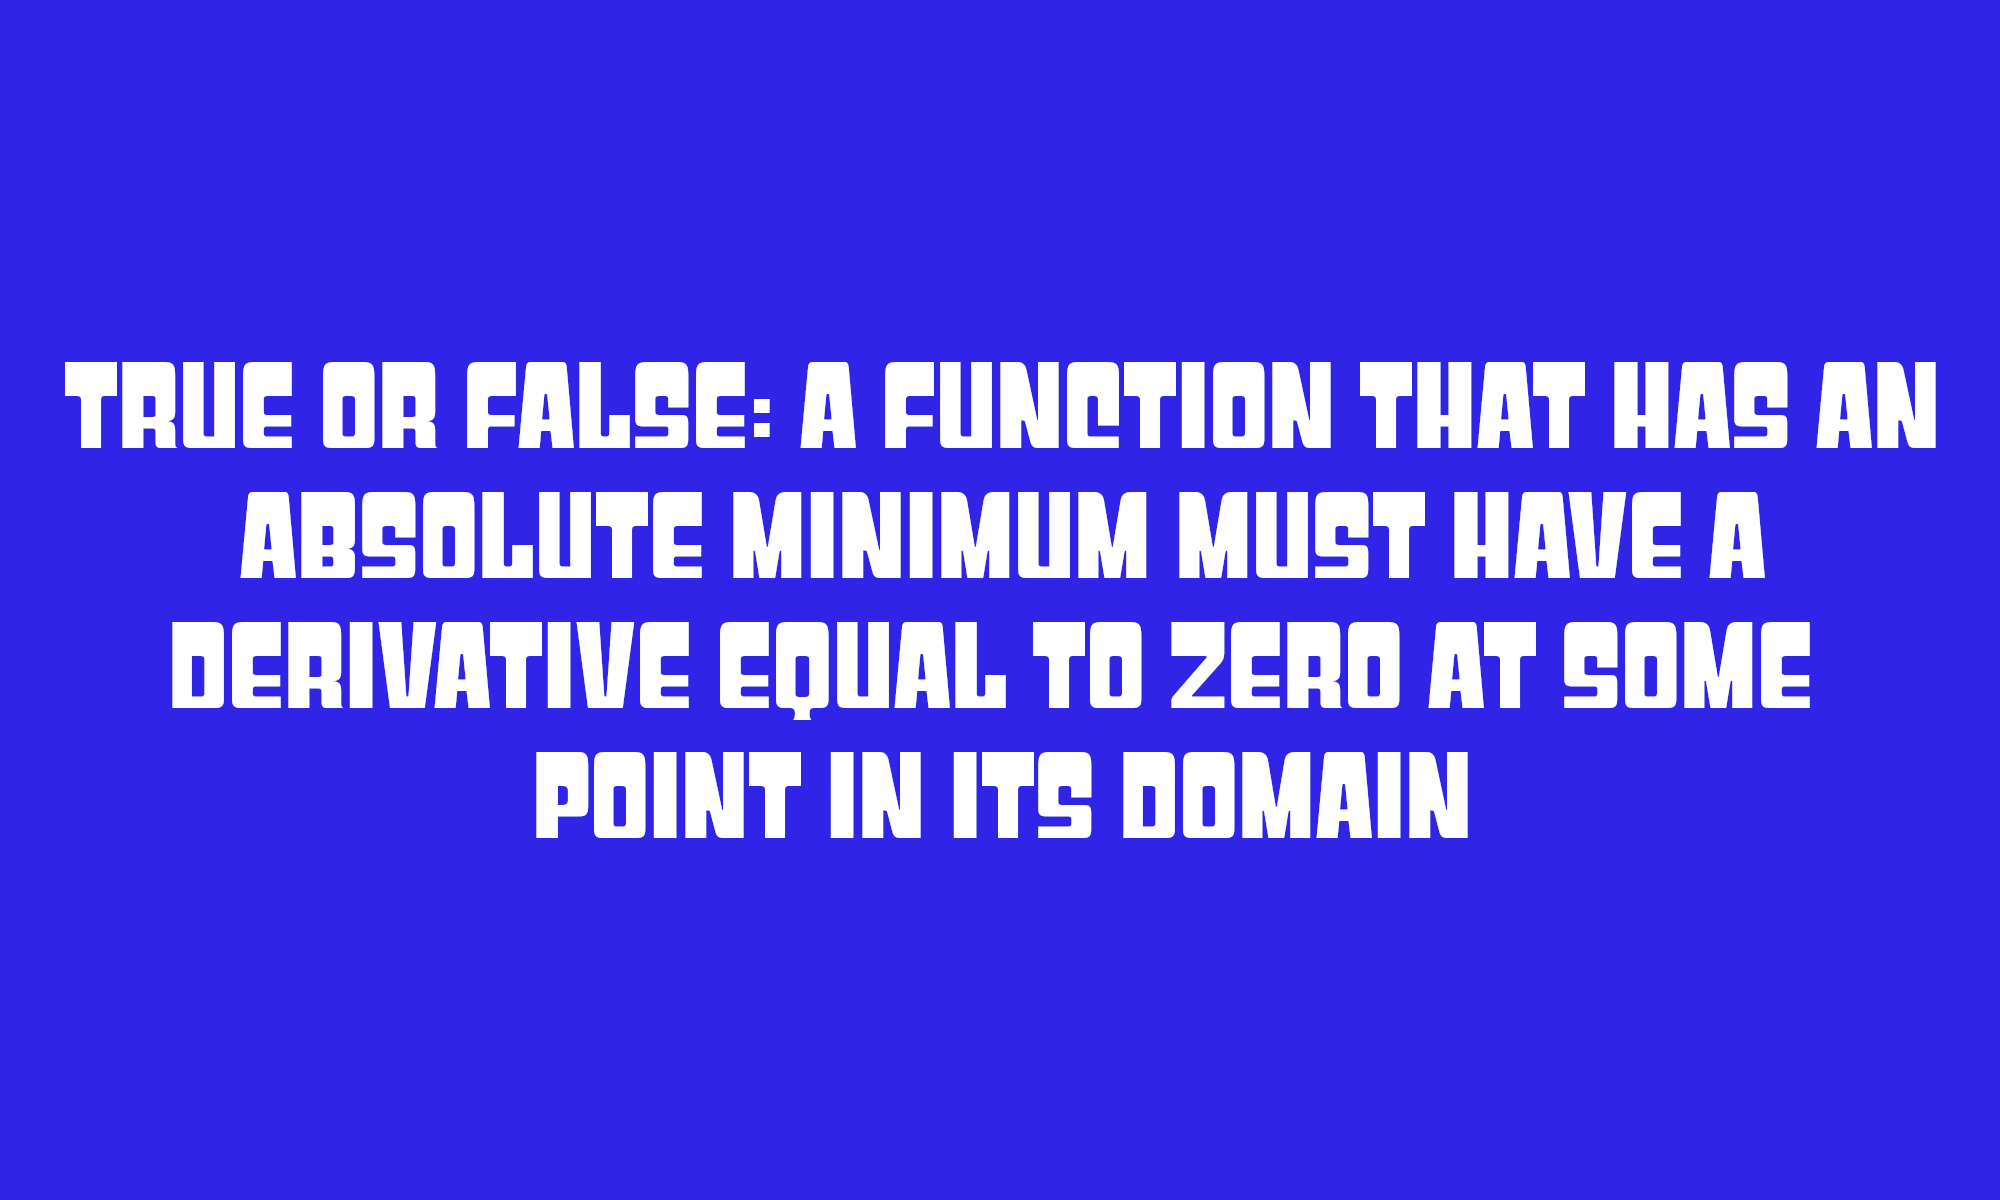 TRUE OR FALSE: A FUNCTION THAT HAS AN
ABSOLUTE MINIMUM MUST HAVE A
DERIVATIVE EQUAL TO ZERO AT SOME
POINT IN ITS DOMAIN